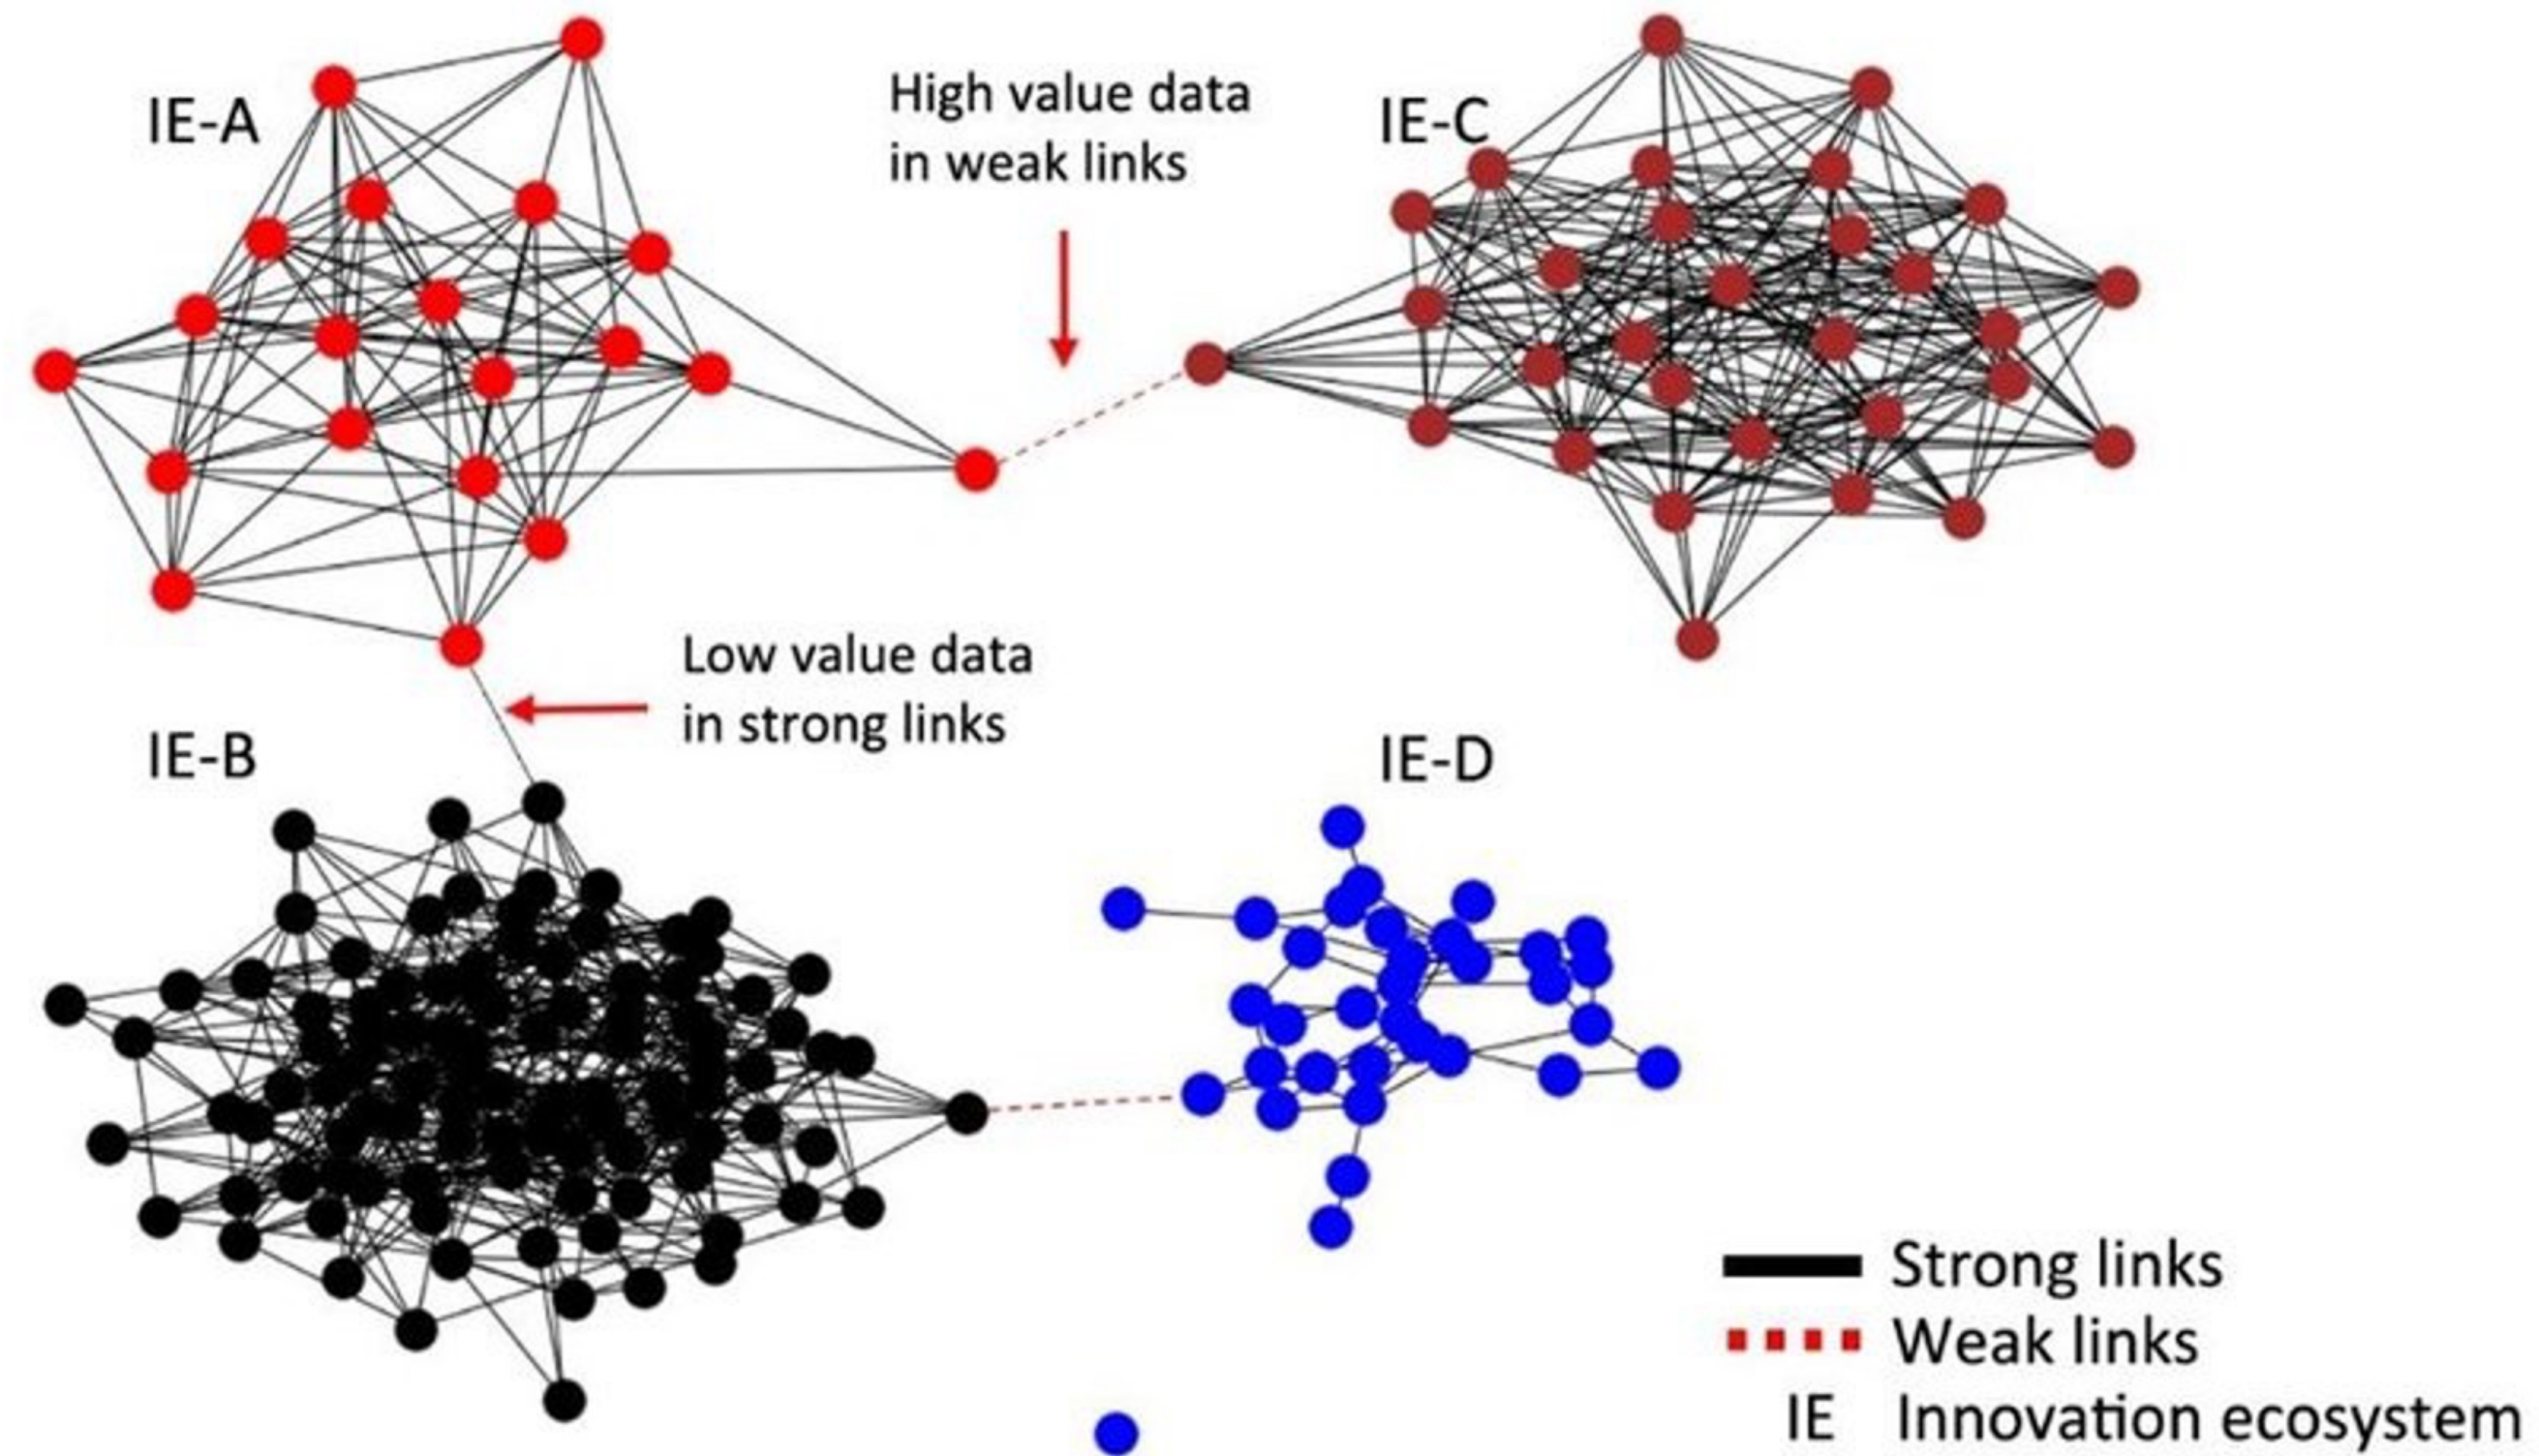 IE-A
High value data
in weak links
IE-C
Low value data
in strong links
IE-B
IE-D
Strong links
Weak links
IE Innovation ecosystem